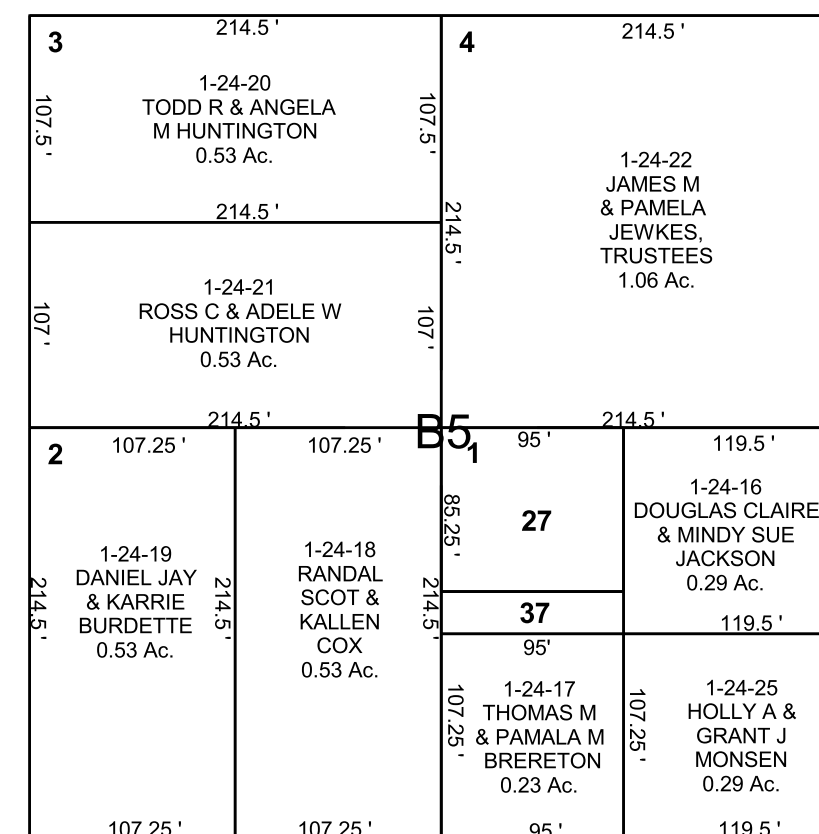 3
214.5 '
107.5 '
1-24-20
TODD R & ANGELA
M HUNTINGTON
0.53 Ac.
107.5 '
214.5 '
4
214.5 '
214.5 '
1-24-22
JAMES M
& PAMELA
JEWKES,
TRUSTEES
1.06 Ac.
214.5 '
107 '
1-24-21
ROSS C & ADELE W
HUNTINGTON
0.53 Ac.
107 '
214.5 '
B5
2
107.25 '
214.5 '
1-24-19
DANIEL JAY
& KARRIE
BURDETTE
0.53 Ac.
214.5 '
107.25 '
107.25 '
1-24-18
RANDAL
SCOT &
KALLEN
COX
0.53 Ac.
214.5 '
107.25 '
1
95 '
85.25 '
27
37
95'
107.25 '
1-24-17
THOMAS M
& PAMALA M
BRERETON
0.23 Ac.
95 '
119.5 '
1-24-16
DOUGLAS CLAIRE
& MINDY SUE
JACKSON
0.29 Ac.
119.5 '
107.25 '
1-24-25
HOLLY A &
GRANT J
MONSEN
0.29 Ac.
119.5 '